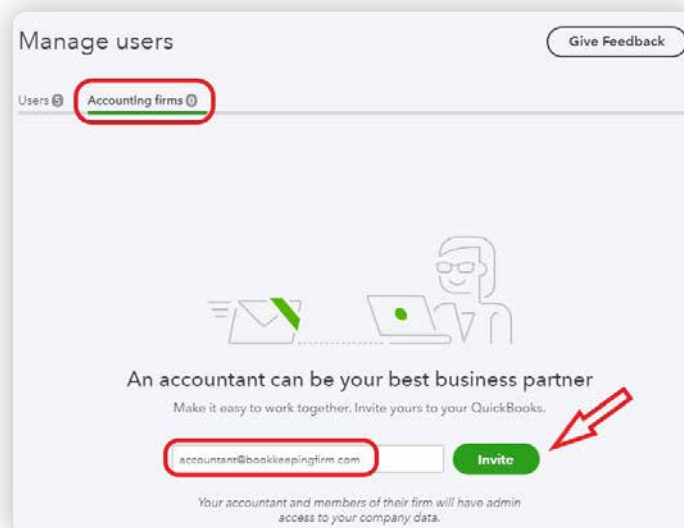 Manage users
Give Feedback
Users 5
Accounting firms 0
An accountant can be your best business partner
Make it easy to work together. Invite yours to your QuickBooks.
accountant@bookkeepingfirm.com
Invite
Your accountant and members of their firm will have admin
access to your company data.